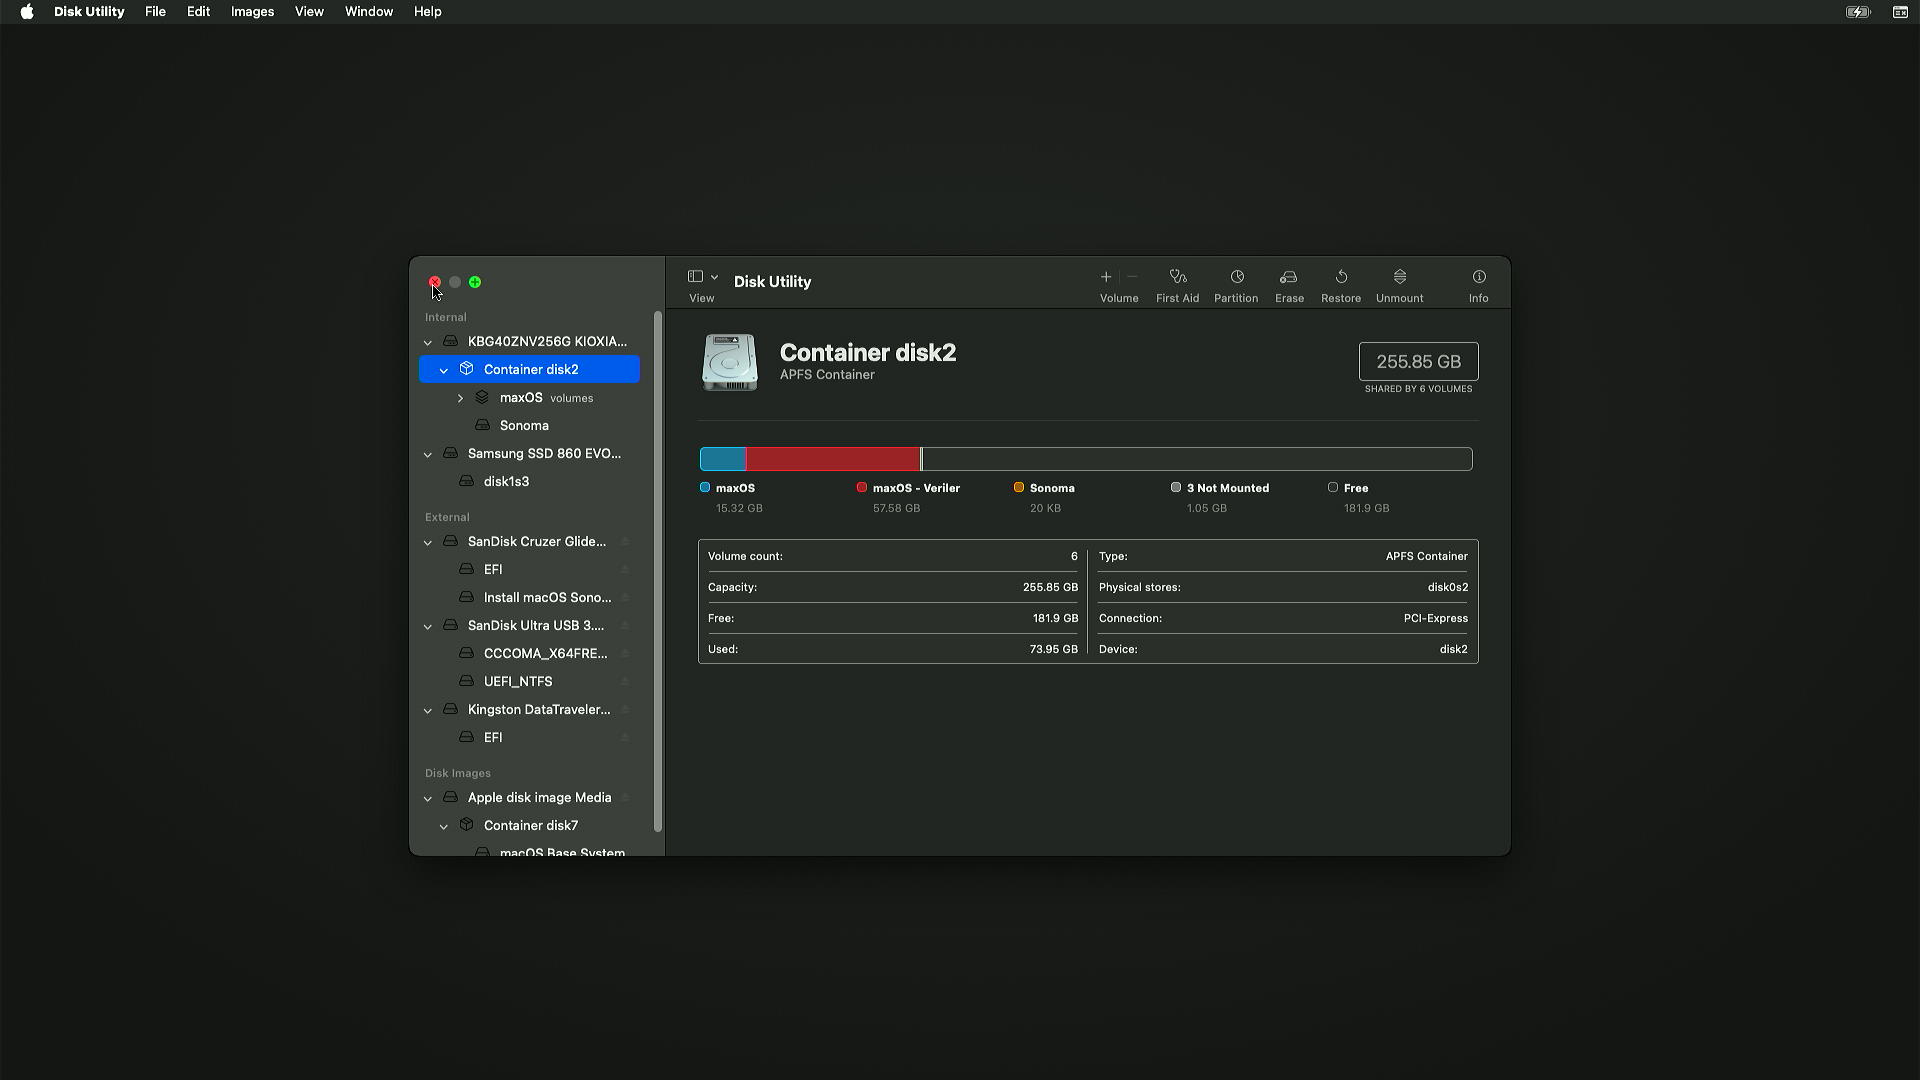 Disk Utility File Edit Images View Window Help
Disk Utility
View
Volume First Aid Partition Erase Restore Unmount Info
Internal
KBG40ZNV256G KIOXIA...
Container disk2
maxOS volumes
Sonoma
Samsung SSD 860 EVO...
disk1s3
External
SanDisk Cruzer Glide...
EFI
Install macOS Sono...
SanDisk Ultra USB 3....
CCCOMA_X64FRE...
UEFI_NTFS
Kingston DataTraveler...
EFI
Disk Images
Apple disk image Media
Container disk7
macOS Base System
Container disk2
APFS Container
255.85 GB
SHARED BY 6 VOLUMES
maxOS
15.32 GB
maxOS - Veriler
57.58 GB
Sonoma
20 KB
3 Not Mounted
1.05 GB
Free
181.9 GB
Volume count: 6
Capacity: 255.85 GB
Free: 181.9 GB
Used: 73.95 GB
Type: APFS Container
Physical stores: disk0s2
Connection: PCI-Express
Device: disk2